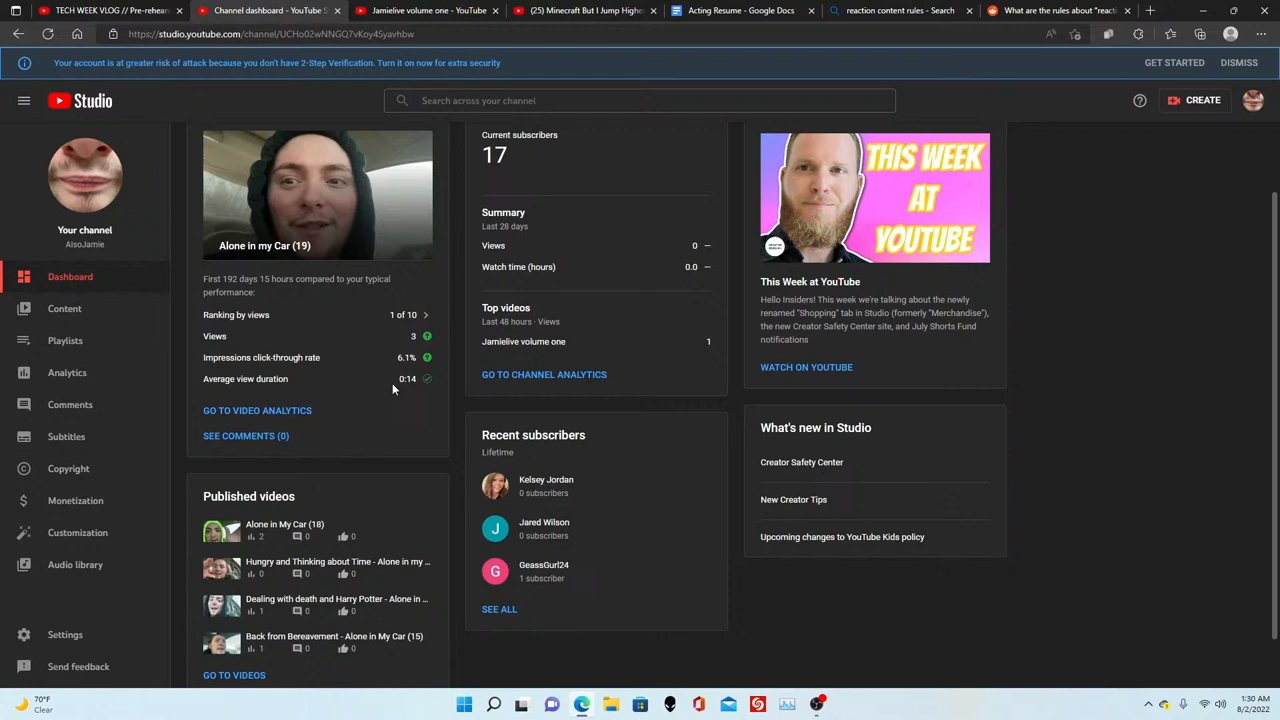 TECH WEEK VLOG // Pre-rehears
Channel dashboard - YouTube S
Jamielive volume one - YouTube
(25) Minecraft But I Jump Highe
Acting Resume - Google Docs
reaction content rules - Search
What are the rules about "reacti
https://studio.youtube.com/channel/UCHo02wNNGQ7vKoy4Syavhbw
Your account is at greater risk of attack because you don't have 2-Step Verification. Turn it on now for extra security
GET STARTED
DISMISS
Studio
Search across your channel
CREATE
Your channel
AlsoJamie
Dashboard
Content
Playlists
Analytics
Comments
Subtitles
Copyright
Monetization
Customization
Audio library
Settings
Send feedback
Alone in my Car (19)
First 192 days 15 hours compared to your typical
performance:
Ranking by views 1 of 10
Views 3
Impressions click-through rate 6.1%
Average view duration 0:14
GO TO VIDEO ANALYTICS
SEE COMMENTS (0)
Published videos
Alone in My Car (18)
2 0 0
Hungry and Thinking about Time - Alone in my ...
0 0 0
Dealing with death and Harry Potter - Alone in ...
1 0 0
Back from Bereavement - Alone in My Car (15)
1 0 0
GO TO VIDEOS
Current subscribers
17
Summary
Last 28 days
Views 0 —
Watch time (hours) 0.0 —
Top videos
Last 48 hours · Views
Jamielive volume one 1
GO TO CHANNEL ANALYTICS
Recent subscribers
Lifetime
Kelsey Jordan
0 subscribers
J
Jared Wilson
0 subscribers
G
GeassGurl24
1 subscriber
SEE ALL
THIS WEEK
AT
YOUTUBE
This Week at YouTube
Hello Insiders! This week we're talking about the newly
renamed "Shopping" tab in Studio (formerly "Merchandise"),
the new Creator Safety Center site, and July Shorts Fund
notifications
WATCH ON YOUTUBE
What's new in Studio
Creator Safety Center
New Creator Tips
Upcoming changes to YouTube Kids policy
70°F
Clear
1:30 AM
8/2/2022